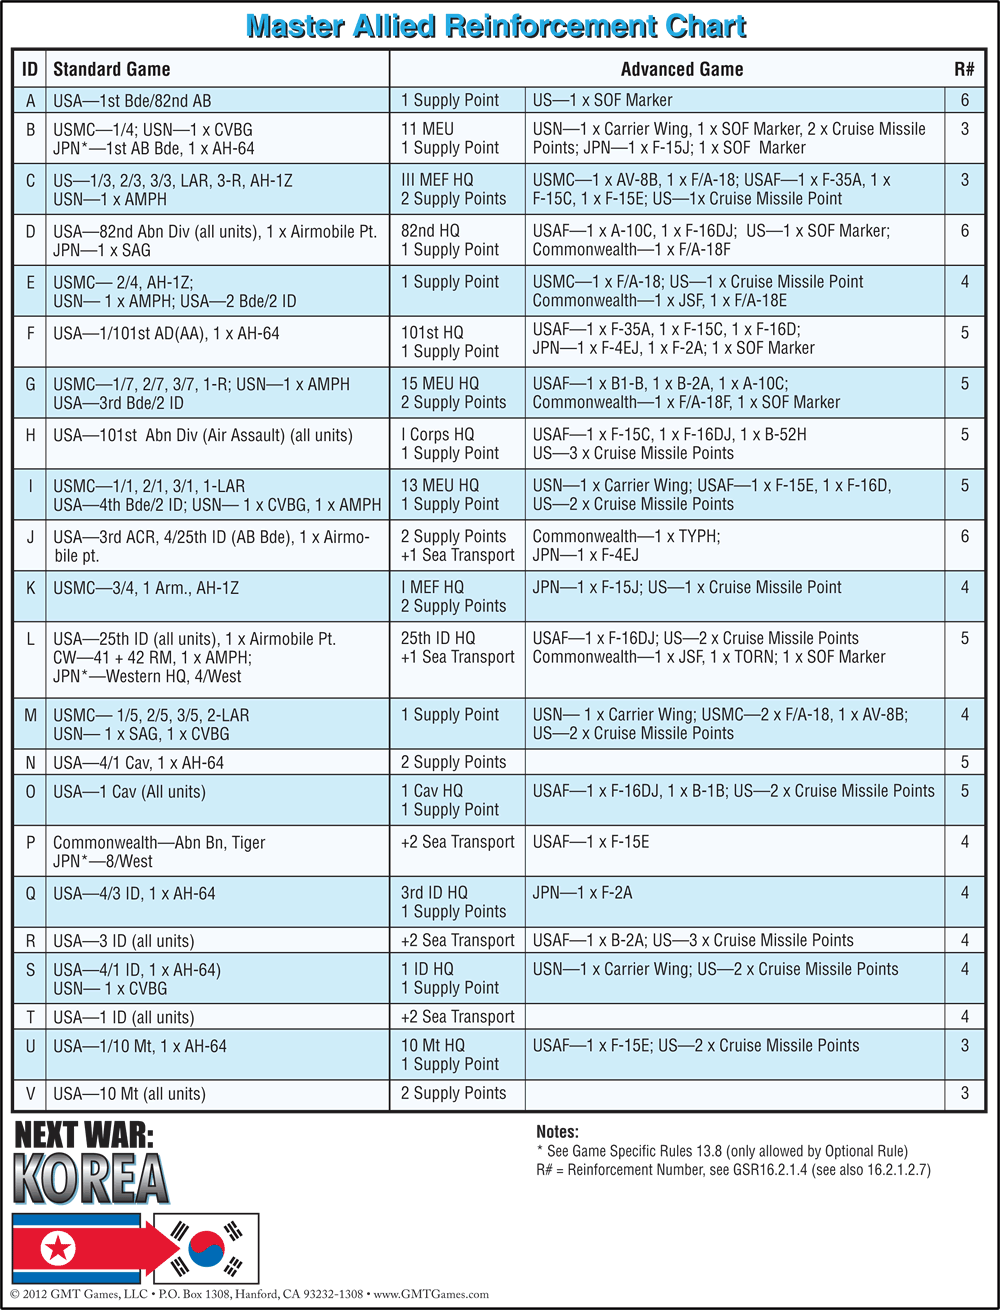 Master Allied Reinforcement Chart
ID Standard Game Advanced Game R#
A USA—1st Bde/82nd AB 1 Supply Point US—1 x SOF Marker 6
B USMC—1/4; USN—1 x CVBG 11 MEU USN—1 x Carrier Wing, 1 x SOF Marker, 2 x Cruise Missile 3
JPN*—1st AB Bde, 1 x AH-64 1 Supply Point Points; JPN—1 x F-15J; 1 x SOF Marker
C US—1/3, 2/3, 3/3, LAR, 3-R, AH-1Z III MEF HQ USMC—1 x AV-8B, 1 x F/A-18; USAF—1 x F-35A, 1 x 3
USN—1 x AMPH 2 Supply Points F-15C, 1 x F-15E; US—1x Cruise Missile Point
D USA—82nd Abn Div (all units), 1 x Airmobile Pt. 82nd HQ USAF—1 x A-10C, 1 x F-16DJ; US—1 x SOF Marker; 6
JPN—1 x SAG 1 Supply Point Commonwealth—1 x F/A-18F
E USMC— 2/4, AH-1Z; 1 Supply Point USMC—1 x F/A-18; US—1 x Cruise Missile Point 4
USN— 1 x AMPH; USA—2 Bde/2 ID Commonwealth—1 x JSF, 1 x F/A-18E
F USA—1/101st AD(AA), 1 x AH-64 101st HQ USAF—1 x F-35A, 1 x F-15C, 1 x F-16D; 5
1 Supply Point JPN—1 x F-4EJ, 1 x F-2A; 1 x SOF Marker
G USMC—1/7, 2/7, 3/7, 1-R; USN—1 x AMPH 15 MEU HQ USAF—1 x B1-B, 1 x B-2A, 1 x A-10C; 5
USA—3rd Bde/2 ID 2 Supply Points Commonwealth—1 x F/A-18F, 1 x SOF Marker
H USA—101st Abn Div (Air Assault) (all units) I Corps HQ USAF—1 x F-15C, 1 x F-16DJ, 1 x B-52H 5
1 Supply Point US—3 x Cruise Missile Points
I USMC—1/1, 2/1, 3/1, 1-LAR 13 MEU HQ USN—1 x Carrier Wing; USAF—1 x F-15E, 1 x F-16D, 5
USA—4th Bde/2 ID; USN— 1 x CVBG, 1 x AMPH 1 Supply Point US—2 x Cruise Missile Points
J USA—3rd ACR, 4/25th ID (AB Bde), 1 x Airmo- 2 Supply Points Commonwealth—1 x TYPH; 6
bile pt. +1 Sea Transport JPN—1 x F-4EJ
K USMC—3/4, 1 Arm., AH-1Z I MEF HQ JPN—1 x F-15J; US—1 x Cruise Missile Point 4
2 Supply Points
L USA—25th ID (all units), 1 x Airmobile Pt. 25th ID HQ USAF—1 x F-16DJ; US—2 x Cruise Missile Points 5
CW—41 + 42 RM, 1 x AMPH; +1 Sea Transport Commonwealth—1 x JSF, 1 x TORN; 1 x SOF Marker
JPN*—Western HQ, 4/West
M USMC— 1/5, 2/5, 3/5, 2-LAR 1 Supply Point USN— 1 x Carrier Wing; USMC—2 x F/A-18, 1 x AV-8B; 4
USN— 1 x SAG, 1 x CVBG US—2 x Cruise Missile Points
N USA—4/1 Cav, 1 x AH-64 2 Supply Points 5
O USA—1 Cav (All units) 1 Cav HQ USAF—1 x F-16DJ, 1 x B-1B; US—2 x Cruise Missile Points 5
1 Supply Point
P Commonwealth—Abn Bn, Tiger +2 Sea Transport USAF—1 x F-15E 4
JPN*—8/West
Q USA—4/3 ID, 1 x AH-64 3rd ID HQ JPN—1 x F-2A 4
1 Supply Points
R USA—3 ID (all units) +2 Sea Transport USAF—1 x B-2A; US—3 x Cruise Missile Points 4
S USA—4/1 ID, 1 x AH-64) 1 ID HQ USN—1 x Carrier Wing; US—2 x Cruise Missile Points 4
USN— 1 x CVBG 1 Supply Point
T USA—1 ID (all units) +2 Sea Transport 4
U USA—1/10 Mt, 1 x AH-64 10 Mt HQ USAF—1 x F-15E; US—2 x Cruise Missile Points 3
1 Supply Point
V USA—10 Mt (all units) 2 Supply Points 3
NEXT WAR:
KOREA
Notes:
* See Game Specific Rules 13.8 (only allowed by Optional Rule)
R# = Reinforcement Number, see GSR16.2.1.4 (see also 16.2.1.2.7)
© 2012 GMT Games, LLC • P.O. Box 1308, Hanford, CA 93232-1308 • www.GMTGames.com